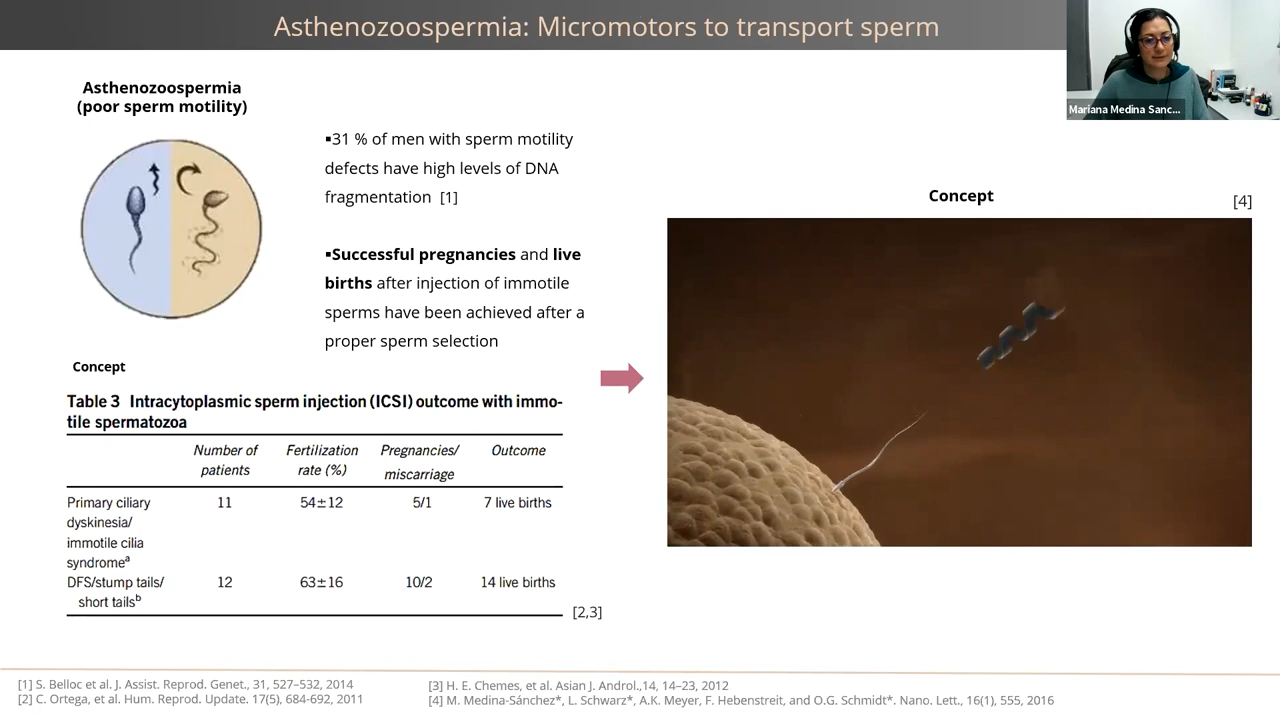 Asthenozoospermia: Micromotors to transport sperm
Mariana Medina Sanc...
Asthenozoospermia
(poor sperm motility)
▪31 % of men with sperm motility
defects have high levels of DNA
fragmentation [1]
▪Successful pregnancies and live
births after injection of immotile
sperms have been achieved after a
proper sperm selection
Concept
Table 3 Intracytoplasmic sperm injection (ICSI) outcome with immo-
tile spermatozoa
Number of patients Fertilization rate (%) Pregnancies/ miscarriage Outcome
Primary ciliary 11 54±12 5/1 7 live births
dyskinesia/
immotile cilia
syndromeᵃ
DFS/stump tails/ 12 63±16 10/2 14 live births
short tailsᵇ
[2,3]
Concept
[4]
[1] S. Belloc et al. J. Assist. Reprod. Genet., 31, 527–532, 2014
[2] C. Ortega, et al. Hum. Reprod. Update. 17(5), 684-692, 2011
[3] H. E. Chemes, et al. Asian J. Androl.,14, 14–23, 2012
[4] M. Medina-Sánchez*, L. Schwarz*, A.K. Meyer, F. Hebenstreit, and O.G. Schmidt*. Nano. Lett., 16(1), 555, 2016